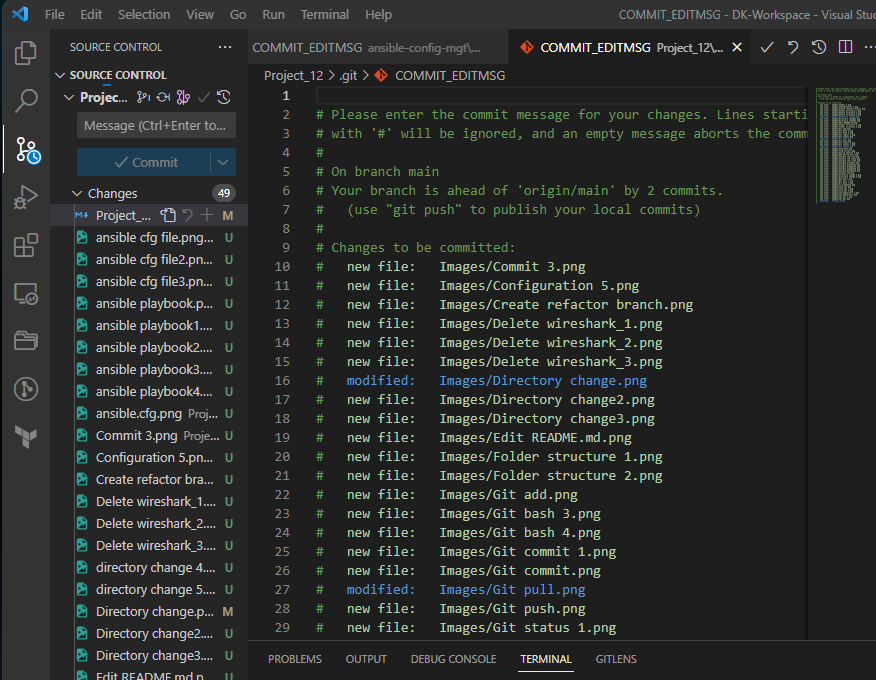 File Edit Selection View Go Run Terminal Help COMMIT_EDITMSG - DK-Workspace - Visual Stu
SOURCE CONTROL ...
SOURCE CONTROL
Projec...
Message (Ctrl+Enter to...
Commit
Changes 49
Project_... M
ansible cfg file.png... U
ansible cfg file2.pn... U
ansible cfg file3.pn... U
ansible playbook.p... U
ansible playbook1.... U
ansible playbook2.... U
ansible playbook3.... U
ansible playbook4.... U
ansible.cfg.png Proj... U
Commit 3.png Proje... U
Configuration 5.pn... U
Create refactor bra... U
Delete wireshark_1.... U
Delete wireshark_2.... U
Delete wireshark_3.... U
directory change 4.... U
directory change 5.... U
Directory change.p... M
Directory change2.... U
Directory change3.... U
Edit README.md.p...
COMMIT_EDITMSG ansible-config-mgt\... COMMIT_EDITMSG Project_12\...
Project_12 > .git > COMMIT_EDITMSG
1
2 # Please enter the commit message for your changes. Lines starti
3 # with '#' will be ignored, and an empty message aborts the comm
4 #
5 # On branch main
6 # Your branch is ahead of 'origin/main' by 2 commits.
7 #   (use "git push" to publish your local commits)
8 #
9 # Changes to be committed:
10 #   new file:   Images/Commit 3.png
11 #   new file:   Images/Configuration 5.png
12 #   new file:   Images/Create refactor branch.png
13 #   new file:   Images/Delete wireshark_1.png
14 #   new file:   Images/Delete wireshark_2.png
15 #   new file:   Images/Delete wireshark_3.png
16 #   modified:   Images/Directory change.png
17 #   new file:   Images/Directory change2.png
18 #   new file:   Images/Directory change3.png
19 #   new file:   Images/Edit README.md.png
20 #   new file:   Images/Folder structure 1.png
21 #   new file:   Images/Folder structure 2.png
22 #   new file:   Images/Git add.png
23 #   new file:   Images/Git bash 3.png
24 #   new file:   Images/Git bash 4.png
25 #   new file:   Images/Git commit 1.png
26 #   new file:   Images/Git commit.png
27 #   modified:   Images/Git pull.png
28 #   new file:   Images/Git push.png
29 #   new file:   Images/Git status 1.png
PROBLEMS OUTPUT DEBUG CONSOLE TERMINAL GITLENS